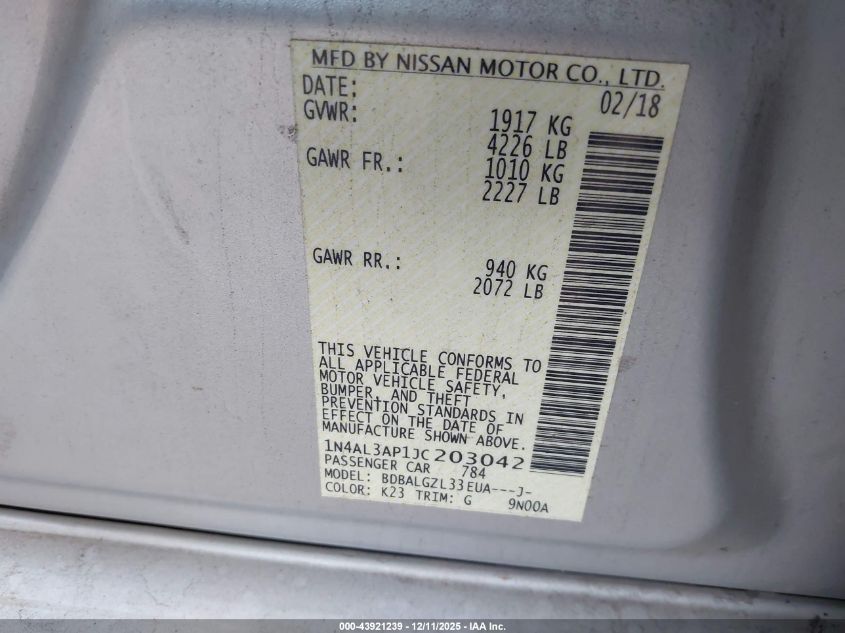 MFD BY NISSAN MOTOR CO., LTD.
DATE: 02/18
GVWR: 1917 KG
4226 LB
GAWR FR.: 1010 KG
2227 LB
GAWR RR.: 940 KG
2072 LB
THIS VEHICLE CONFORMS TO
ALL APPLICABLE FEDERAL
MOTOR VEHICLE SAFETY,
BUMPER, AND THEFT
PREVENTION STANDARDS IN
EFFECT ON THE DATE OF
MANUFACTURE SHOWN ABOVE.
1N4AL3AP1JC203042
PASSENGER CAR 784
MODEL: BDBALGZL33EUA---J-
COLOR: K23 TRIM: G 9N00A
000-43921239 • 12/11/2025 • IAA Inc.